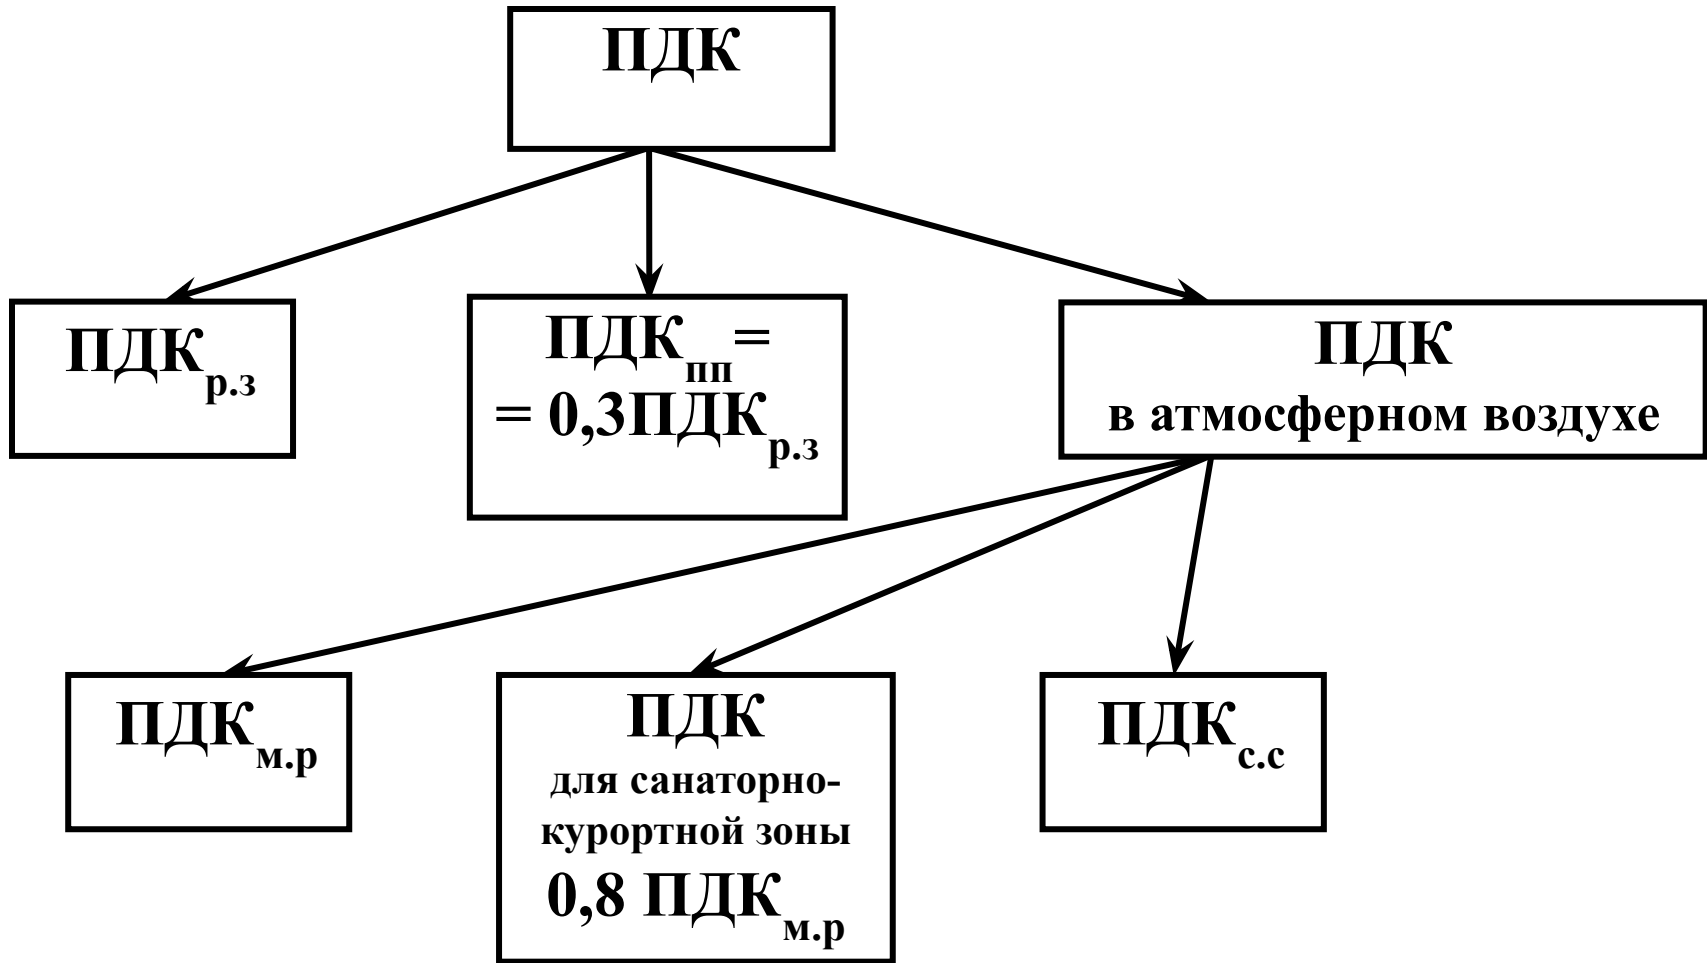 ПДК
ПДКр.з
ПДКпп=
= 0,3ПДКр.з
ПДК
в атмосферном воздухе
ПДКм.р
ПДК
для санаторно-
курортной зоны
0,8 ПДКм.р
ПДКс.с